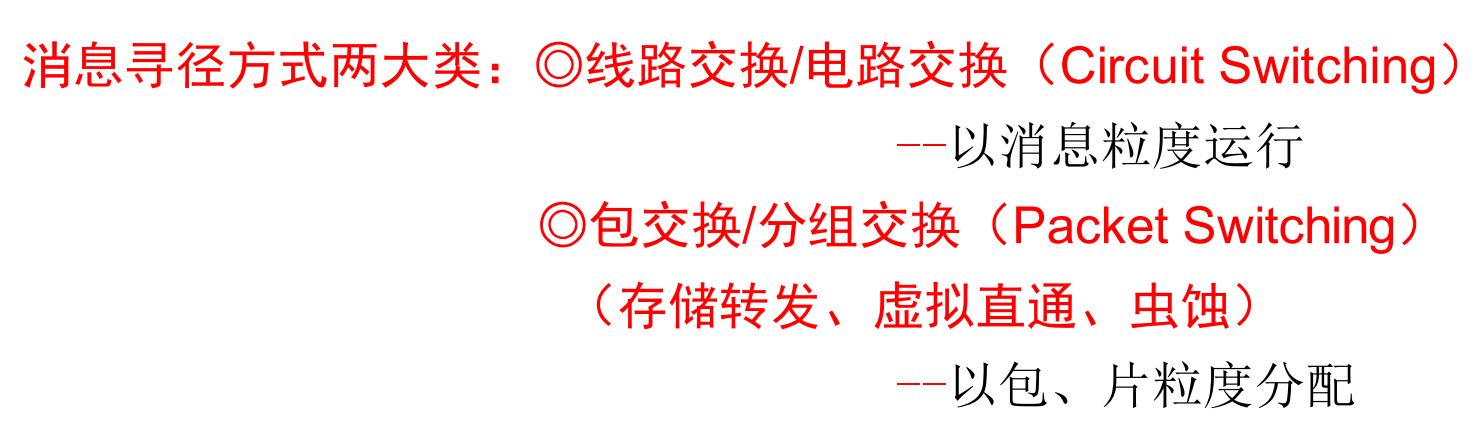 消息寻径方式两大类：◎线路交换/电路交换（Circuit Switching）
--以消息粒度运行
◎包交换/分组交换（Packet Switching）
（存储转发、虚拟直通、虫蚀）
--以包、片粒度分配